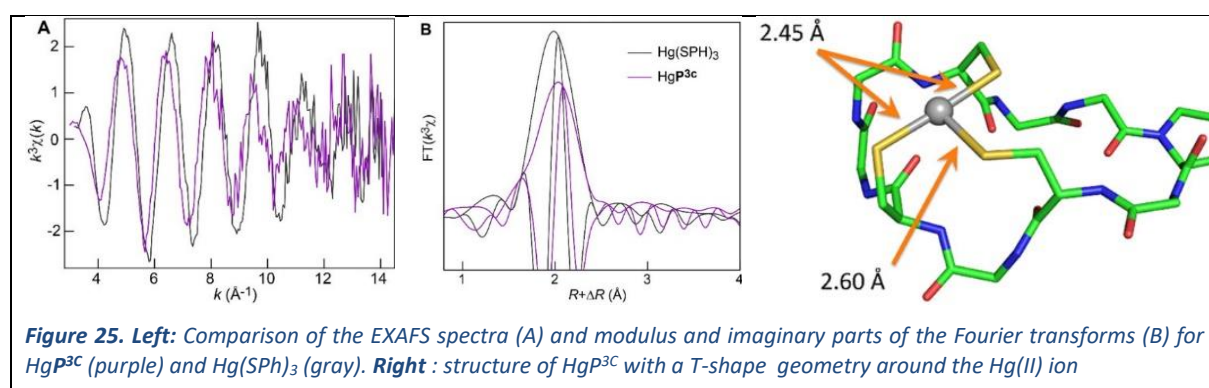 A
2
1
0
-1
-2
k³χ(k)
4 6 8 10 12 14
k (Å⁻¹)
B
FT(k³χ)
Hg(SPH)₃
HgP³ᶜ
1 2 3 4
R+ΔR (Å)
2.45 Å
2.60 Å
Figure 25. Left: Comparison of the EXAFS spectra (A) and modulus and imaginary parts of the Fourier transforms (B) for
HgP³ᶜ (purple) and Hg(SPh)₃ (gray). Right : structure of HgP³ᶜ with a T-shape geometry around the Hg(II) ion